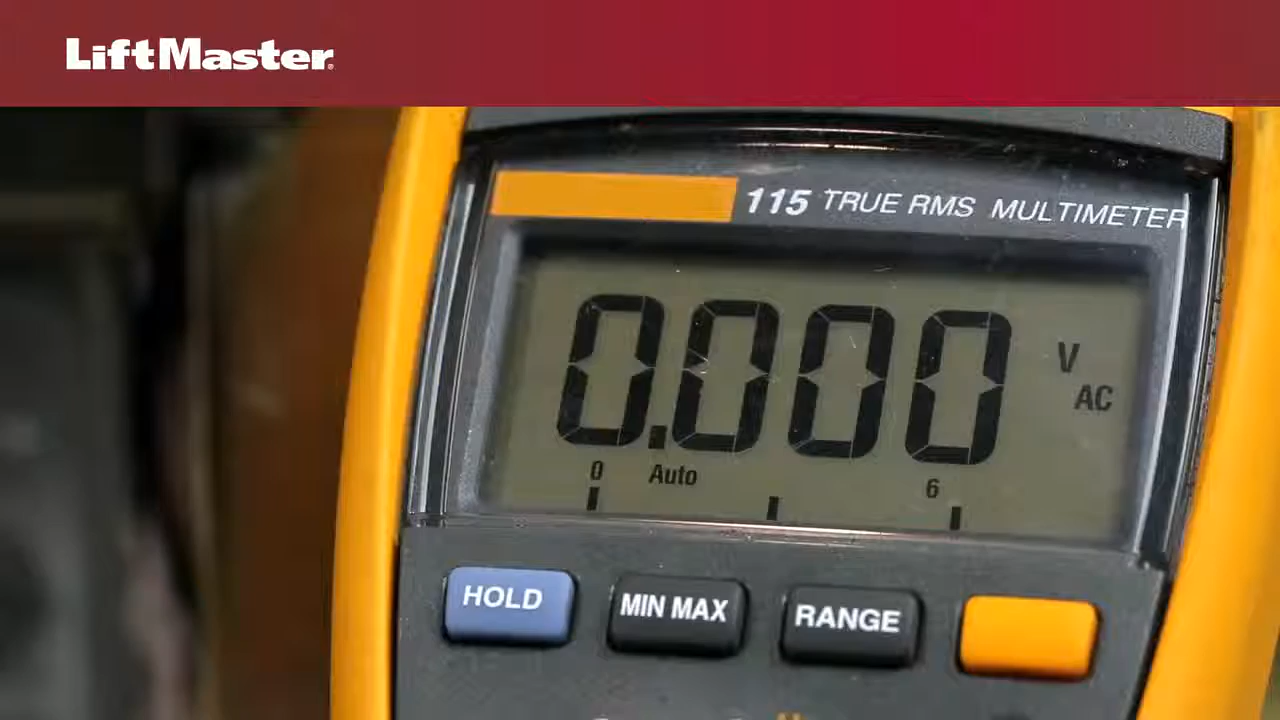 LiftMaster
115 TRUE RMS MULTIMETER
0.000 V AC
0 Auto 6
HOLD MIN MAX RANGE